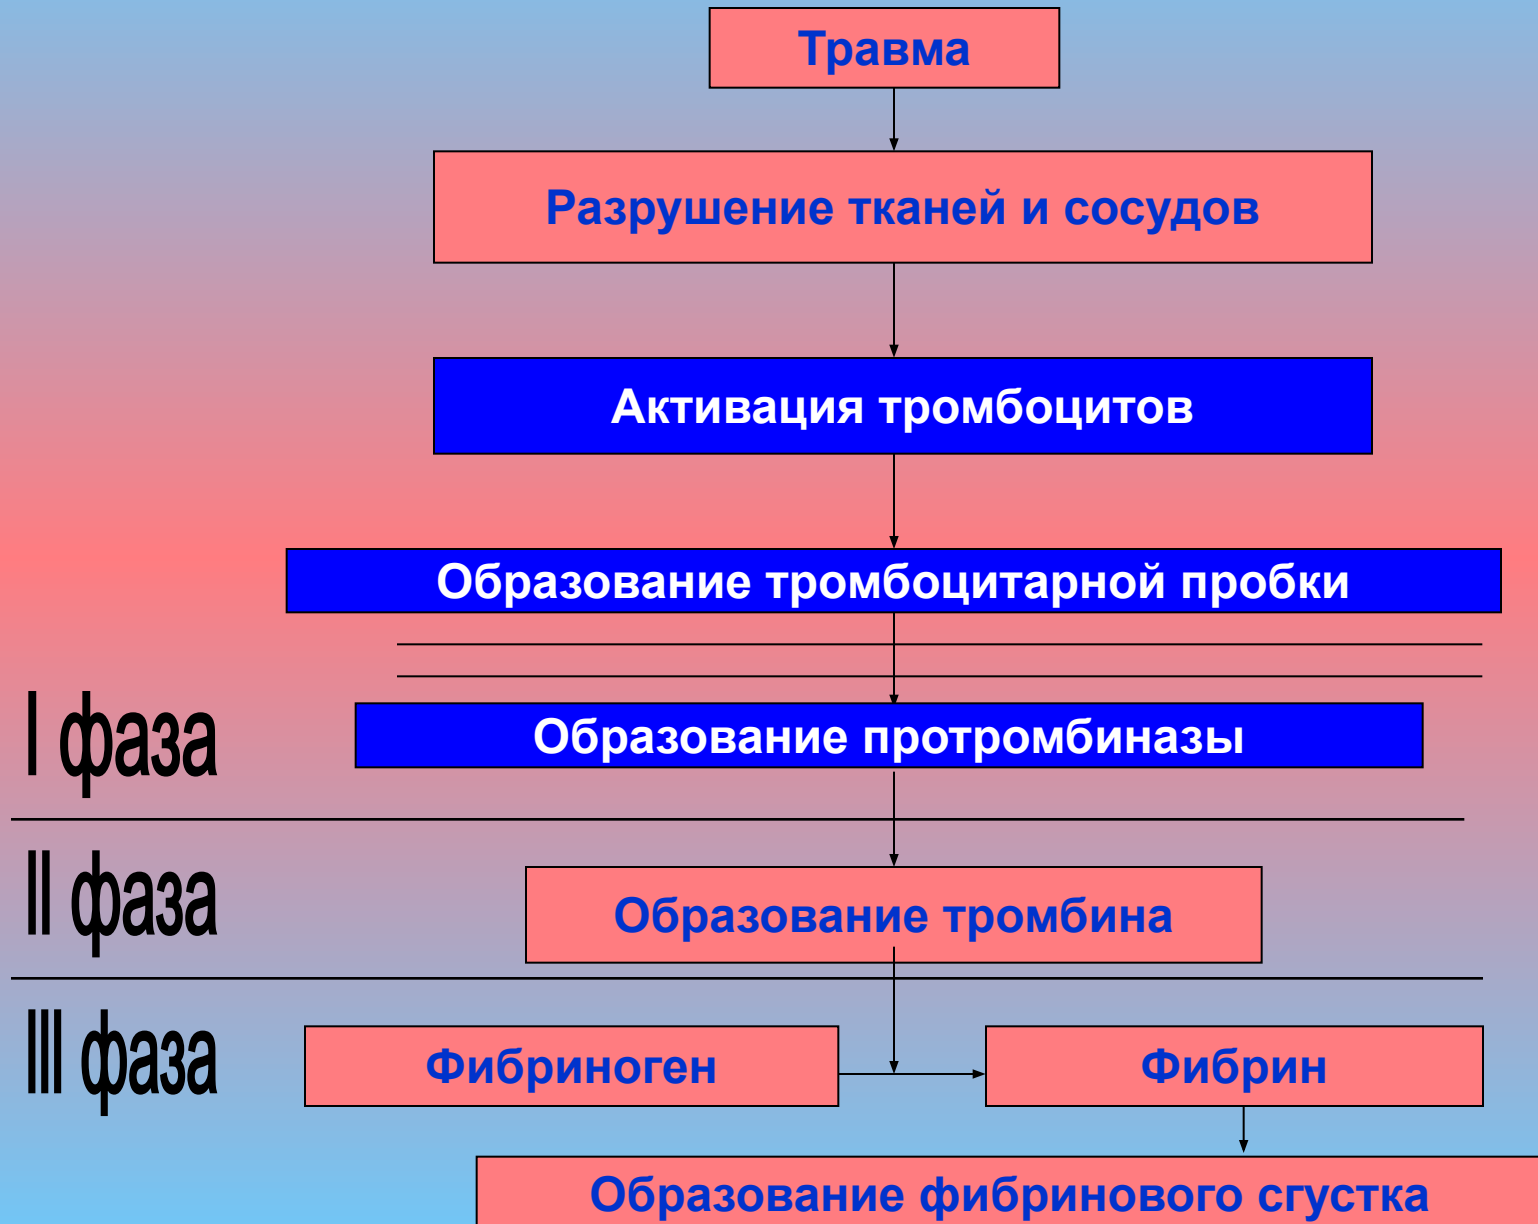 Травма
Разрушение тканей и сосудов
Активация тромбоцитов
Образование тромбоцитарной пробки
I фаза
Образование протромбиназы
II фаза
Образование тромбина
III фаза
Фибриноген
Фибрин
Образование фибринового сгустка